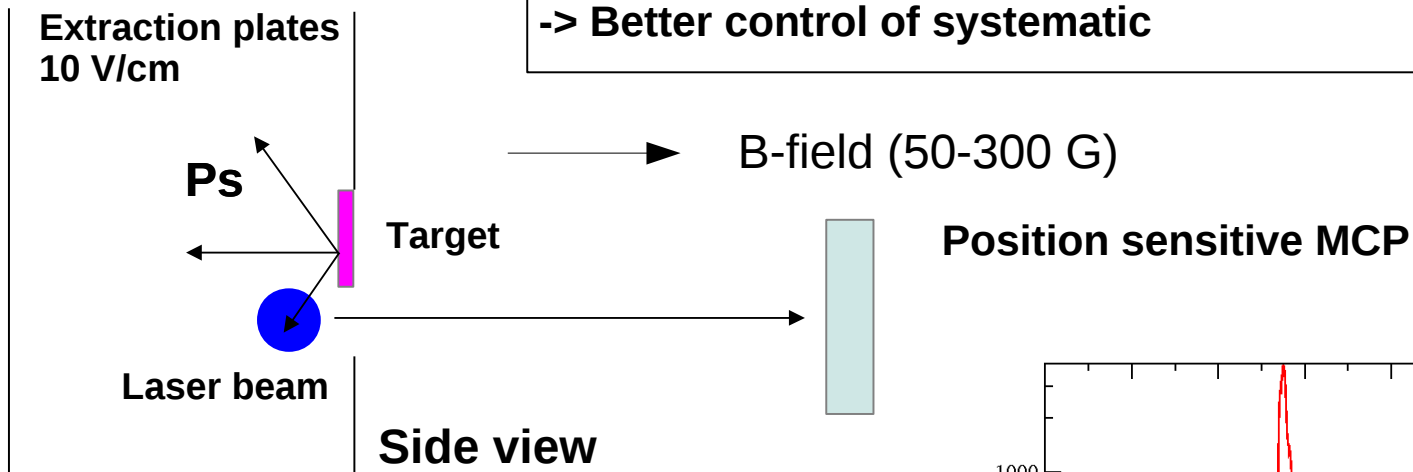 Extraction plates
10 V/cm
-> Better control of systematic
B-field (50-300 G)
Ps
Target
Position sensitive MCP
Laser beam
Side view
1000